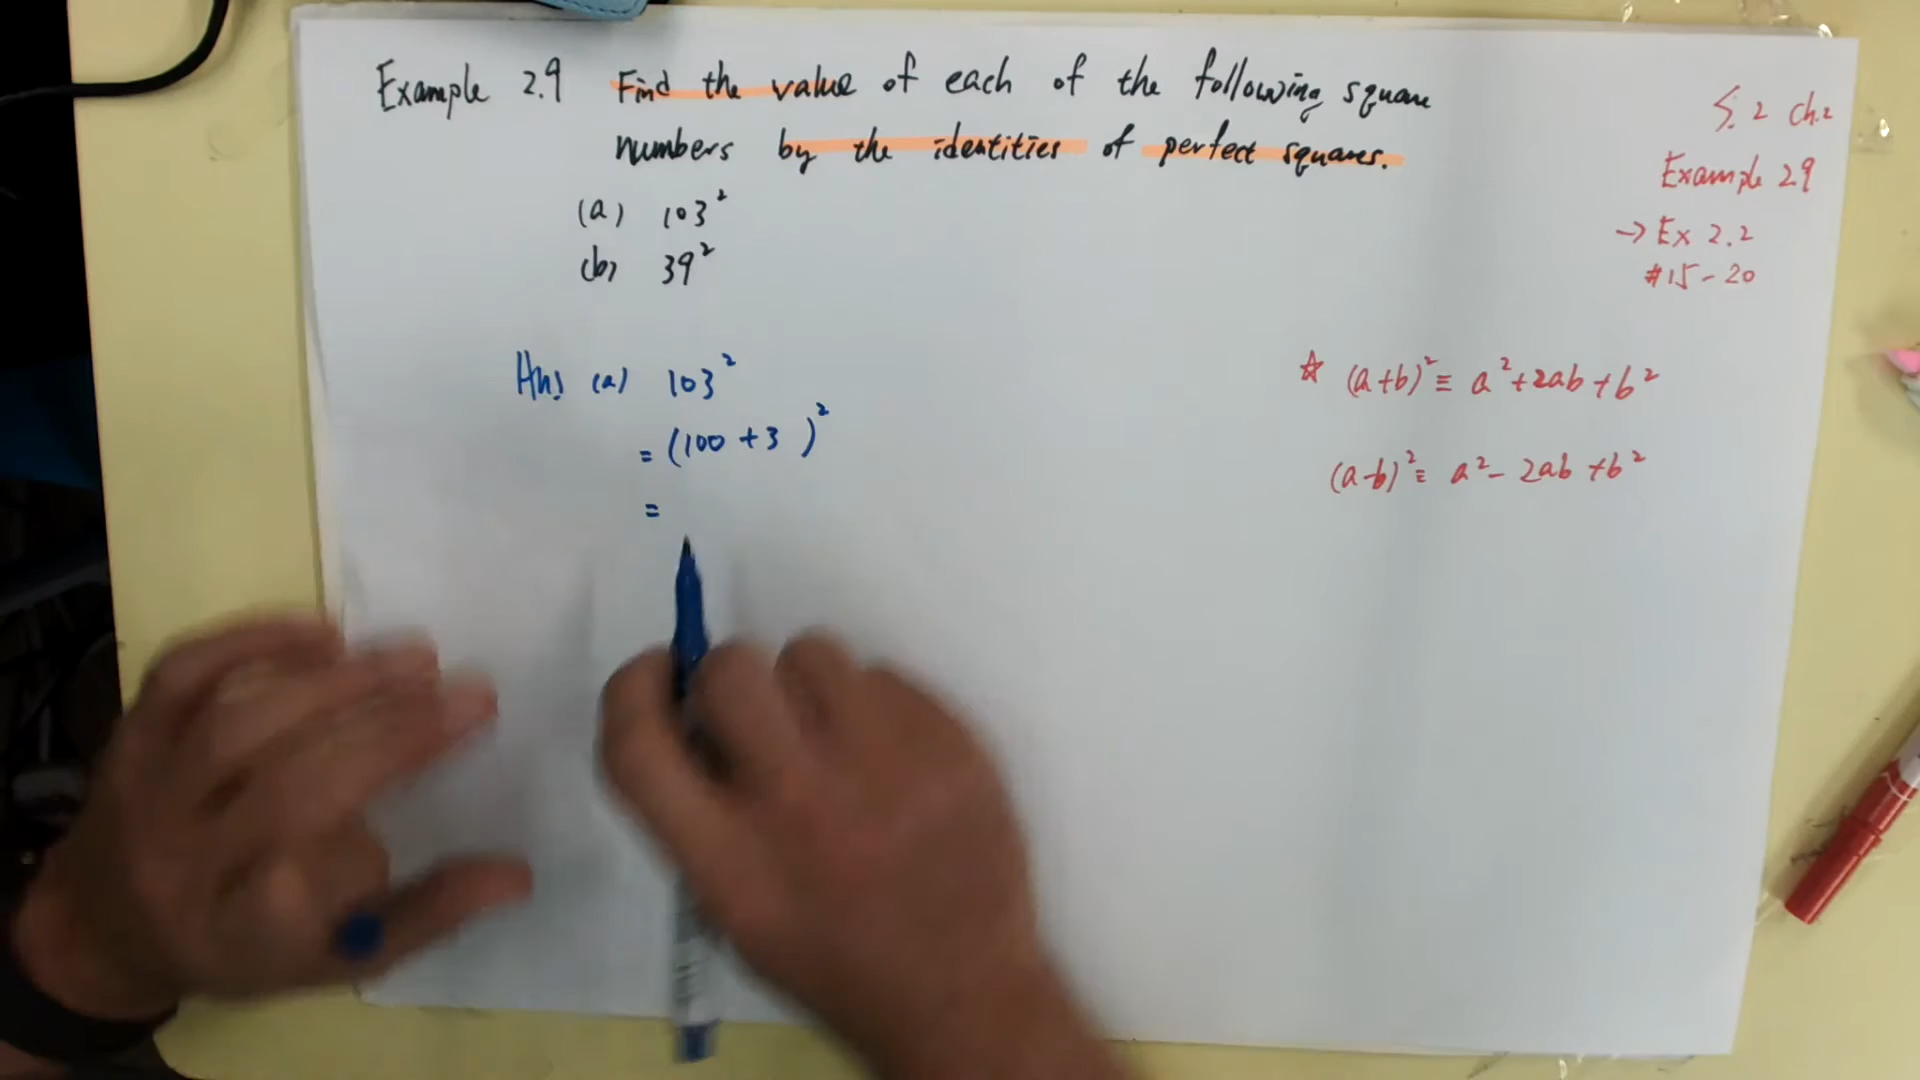 Example 2.9 Find the value of each of the following square
numbers by the identities of perfect squares.
(a) 103²
(b) 39²
S.2 Ch.2
Example 2.9
→ Ex 2.2
#15-20
Ans (a) 103²
= (100 + 3 )²
=
☆ (a+b)² ≡ a²+2ab+b²
(a-b)² ≡ a²- 2ab +b²